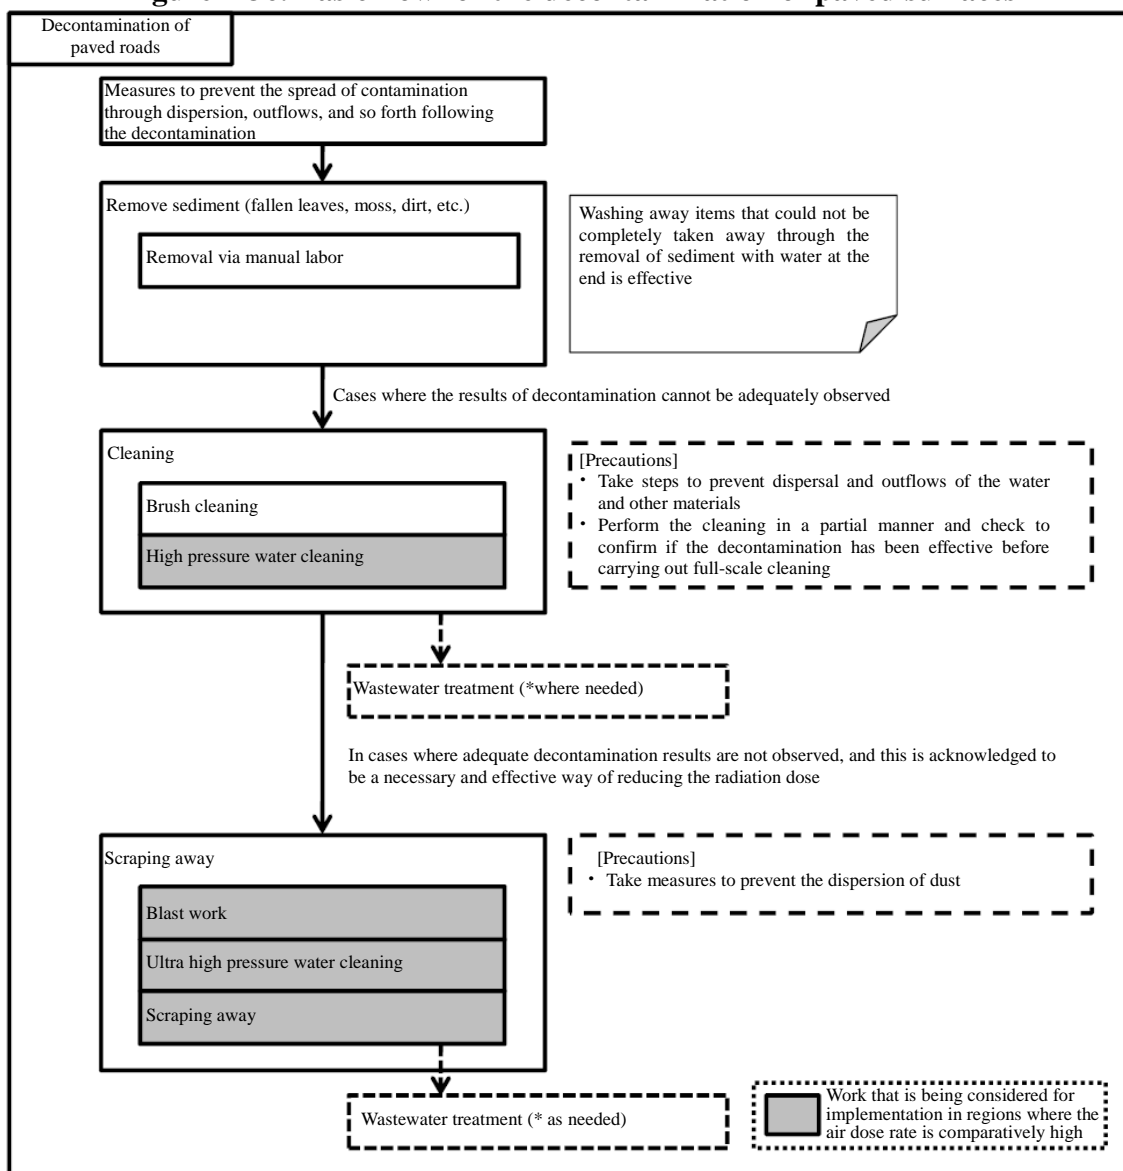 Decontamination of
paved roads
Measures to prevent the spread of contamination
through dispersion, outflows, and so forth following
the decontamination
Remove sediment (fallen leaves, moss, dirt, etc.)
Removal via manual labor
Washing away items that could not be
completely taken away through the
removal of sediment with water at the
end is effective
Cases where the results of decontamination cannot be adequately observed
Cleaning
Brush cleaning
High pressure water cleaning
[Precautions]
・ Take steps to prevent dispersal and outflows of the water
and other materials
・ Perform the cleaning in a partial manner and check to
confirm if the decontamination has been effective before
carrying out full-scale cleaning
Wastewater treatment (*where needed)
In cases where adequate decontamination results are not observed, and this is acknowledged to
be a necessary and effective way of reducing the radiation dose
Scraping away
Blast work
Ultra high pressure water cleaning
Scraping away
[Precautions]
・ Take measures to prevent the dispersion of dust
Wastewater treatment (* as needed)
Work that is being considered for
implementation in regions where the
air dose rate is comparatively high